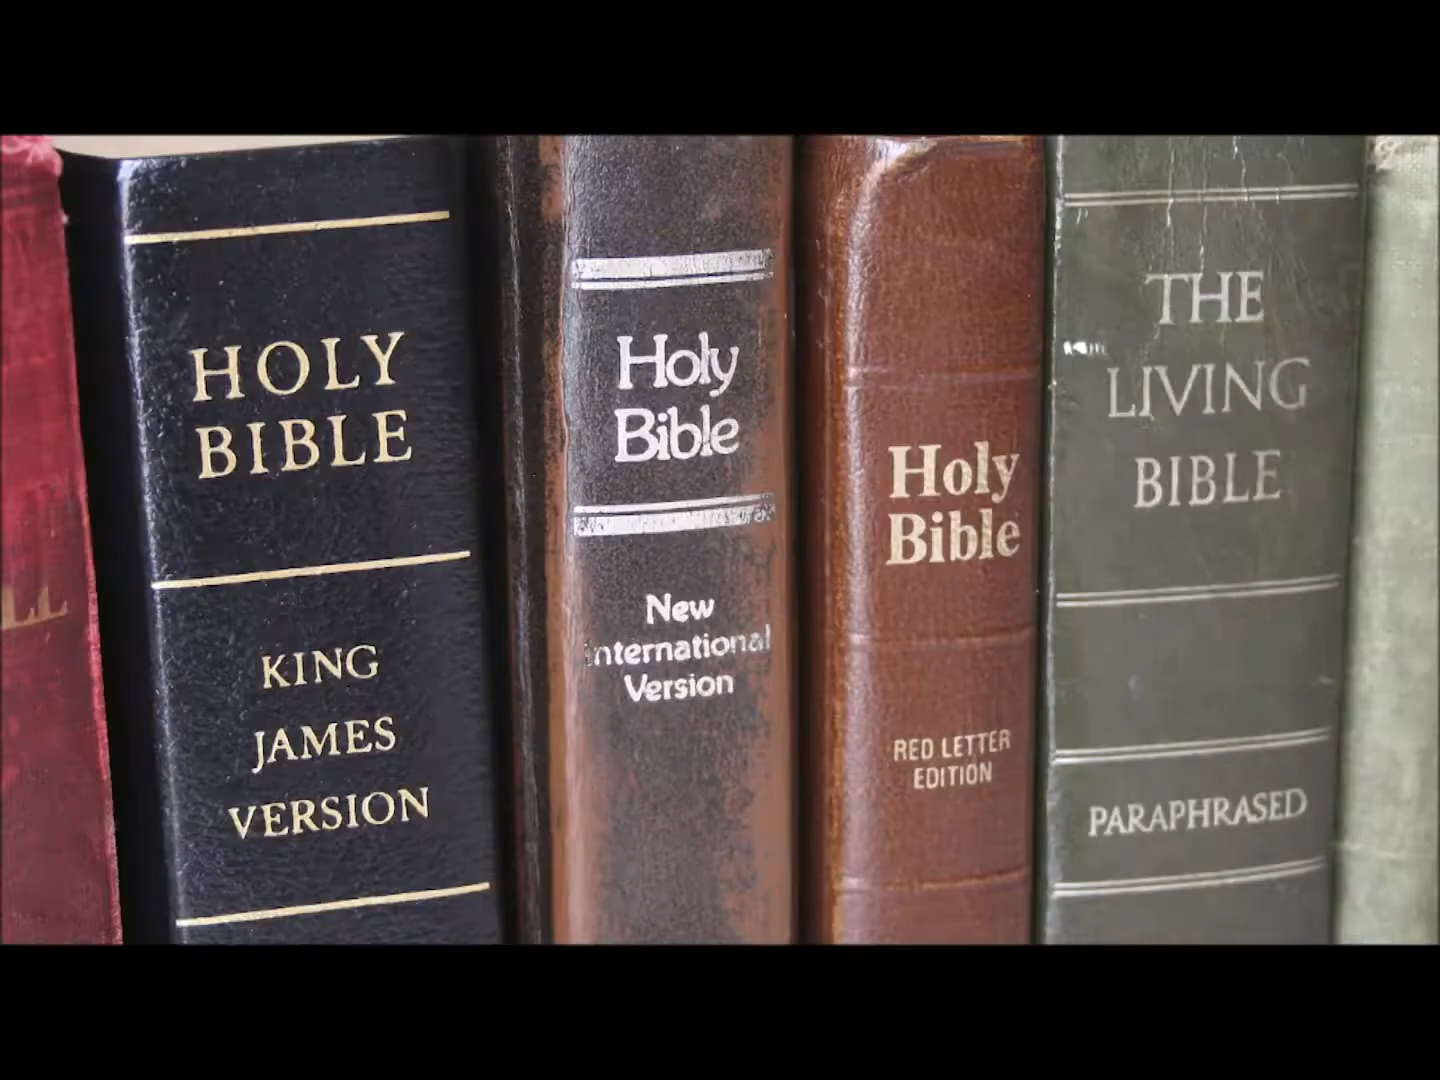 HOLY
BIBLE
KING
JAMES
VERSION
Holy
Bible
New
International
Version
Holy
Bible
RED LETTER
EDITION
THE
LIVING
BIBLE
PARAPHRASED